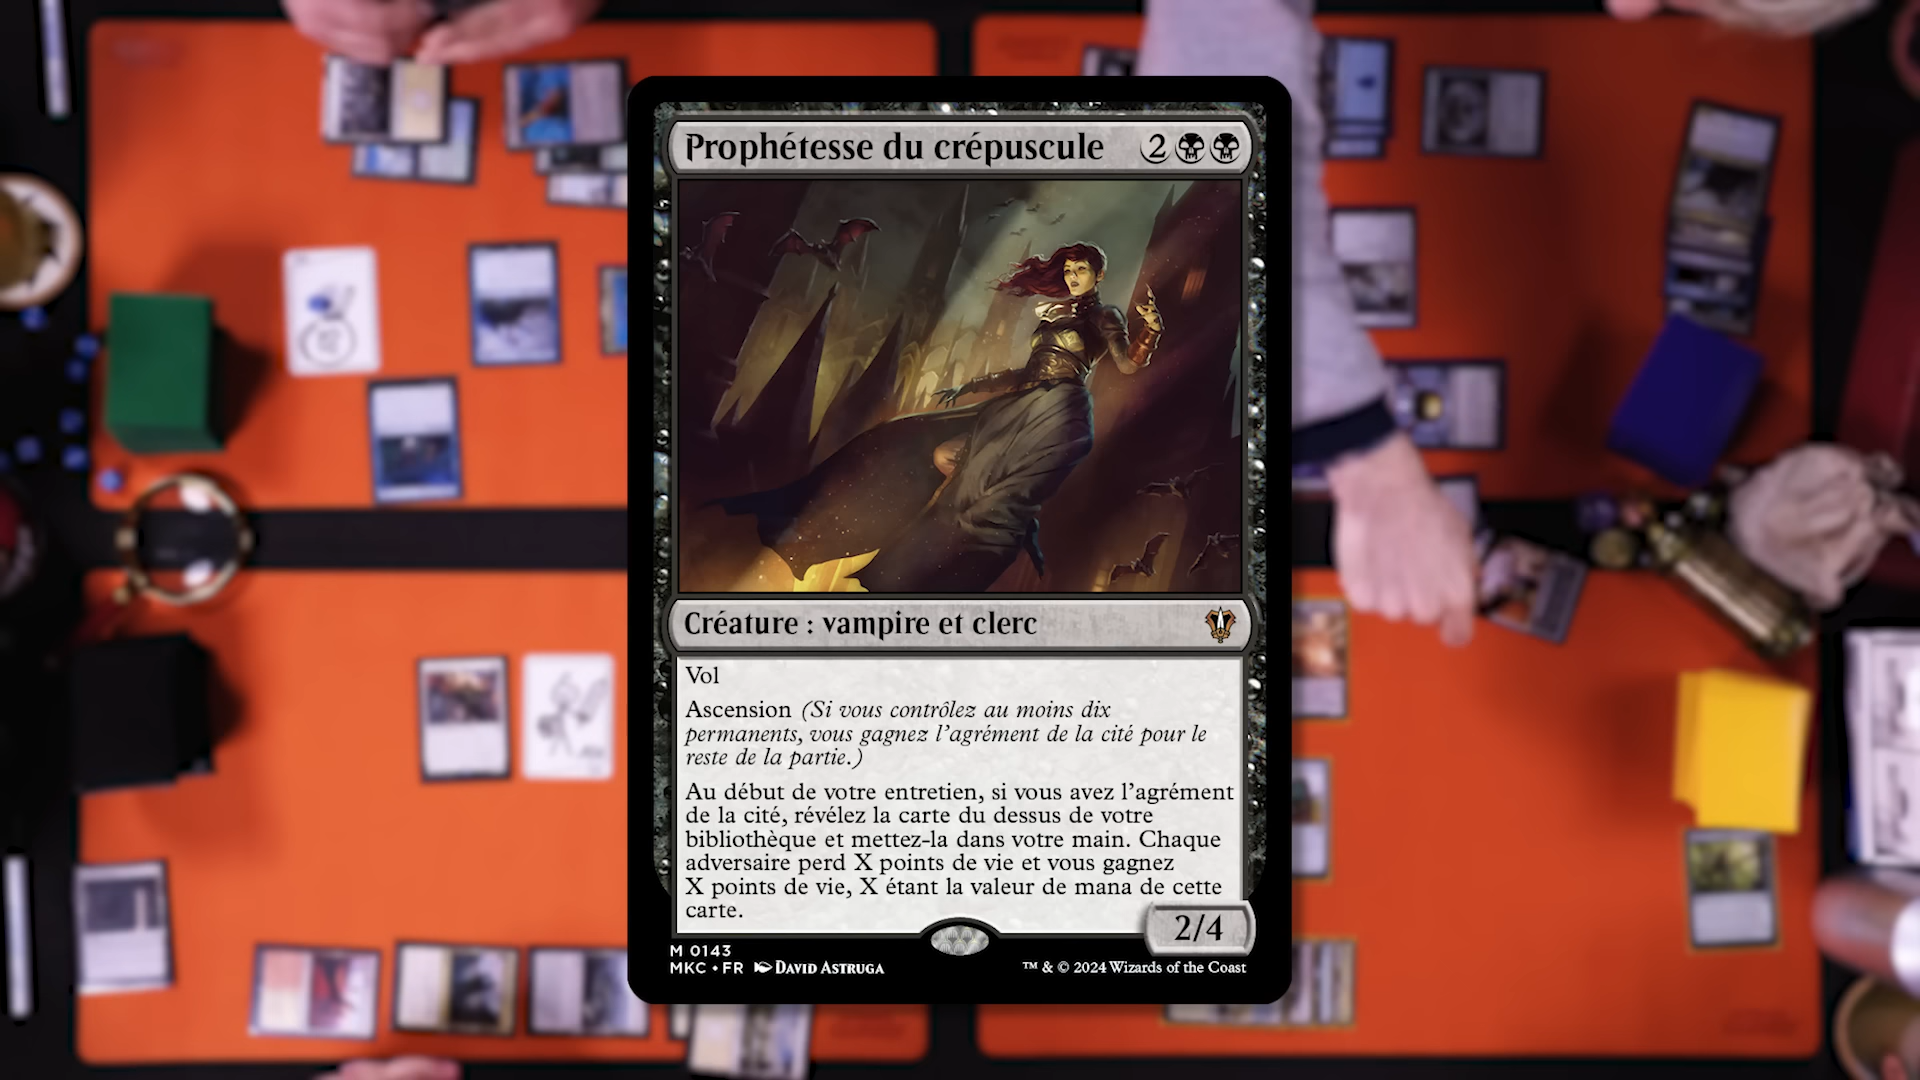 Prophétesse du crépuscule 2
Créature : vampire et clerc
Vol
Ascension (Si vous contrôlez au moins dix
permanents, vous gagnez l’agrément de la cité pour le
reste de la partie.)
Au début de votre entretien, si vous avez l’agrément
de la cité, révélez la carte du dessus de votre
bibliothèque et mettez-la dans votre main. Chaque
adversaire perd X points de vie et vous gagnez
X points de vie, X étant la valeur de mana de cette
carte.
2/4
M 0143
MKC • FR DAVID ASTRUGA
™ & © 2024 Wizards of the Coast